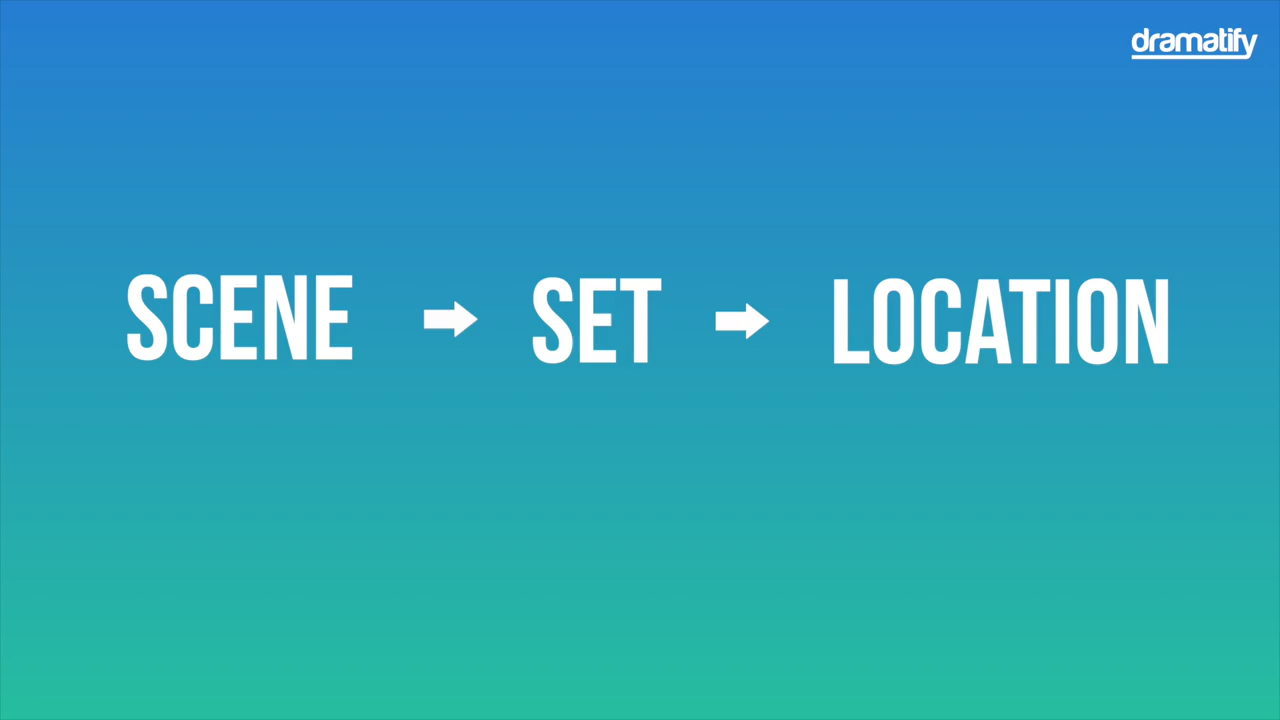 dramatify
SCENE → SET → LOCATION